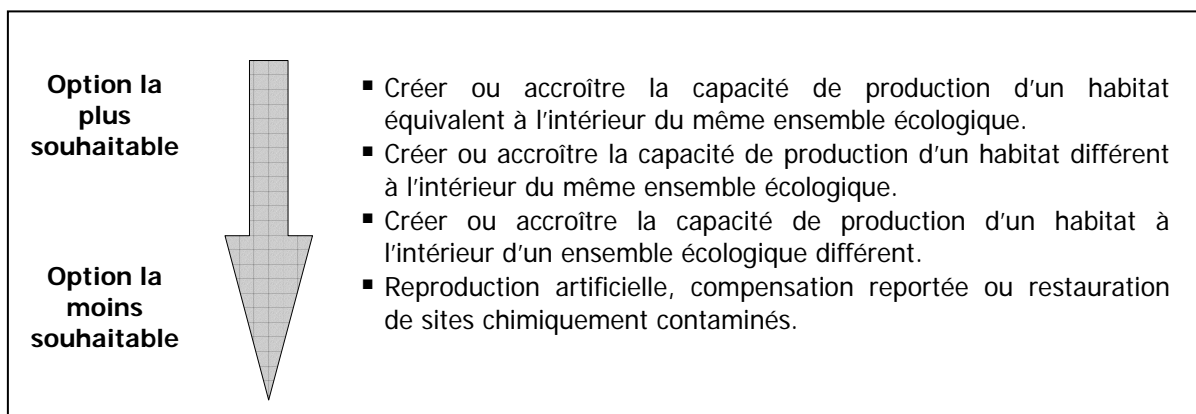 Option la
plus
souhaitable
▪ Créer ou accroître la capacité de production d'un habitat
équivalent à l'intérieur du même ensemble écologique.
▪ Créer ou accroître la capacité de production d'un habitat différent
à l'intérieur du même ensemble écologique.
▪ Créer ou accroître la capacité de production d'un habitat à
l'intérieur d'un ensemble écologique différent.
▪ Reproduction artificielle, compensation reportée ou restauration
de sites chimiquement contaminés.
Option la
moins
souhaitable